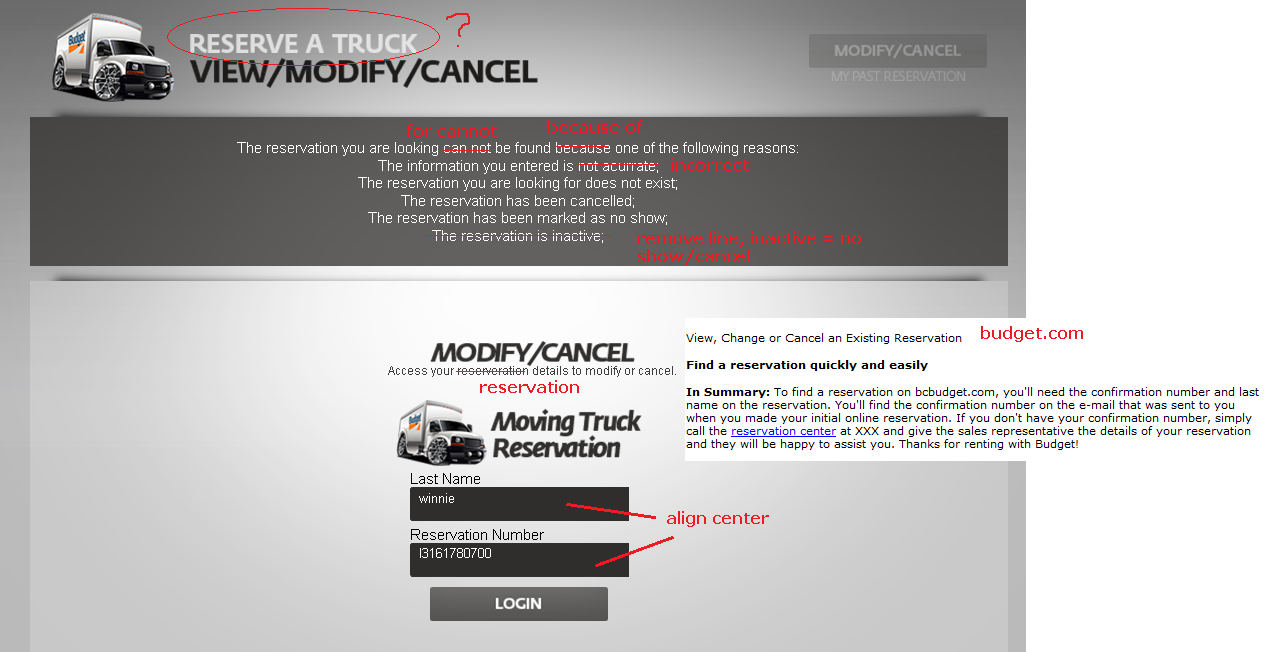 Budget
RESERVE A TRUCK ?
VIEW/MODIFY/CANCEL
MODIFY/CANCEL
MY PAST RESERVATION
for cannot because of
The reservation you are looking can not be found because one of the following reasons:
The information you entered is not acurrate; incorrect
The reservation you are looking for does not exist;
The reservation has been cancelled;
The reservation has been marked as no show;
The reservation is inactive; remove line, inactive = no
show/cancel
MODIFY/CANCEL
Access your reserveration details to modify or cancel.
reservation
Moving Truck
Reservation
Last Name
winnie
Reservation Number
I3161780700
align center
LOGIN
View, Change or Cancel an Existing Reservation budget.com
Find a reservation quickly and easily
In Summary: To find a reservation on bcbudget.com, you'll need the confirmation number and last
name on the reservation. You'll find the confirmation number on the e-mail that was sent to you
when you made your initial online reservation. If you don't have your confirmation number, simply
call the reservation center at XXX and give the sales representative the details of your reservation
and they will be happy to assist you. Thanks for renting with Budget!